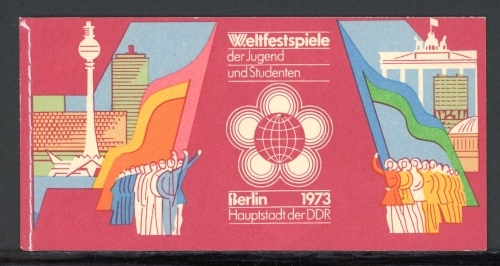 Weltfestspiele
der Jugend
und Studenten
Berlin 1973
Hauptstadt der DDR